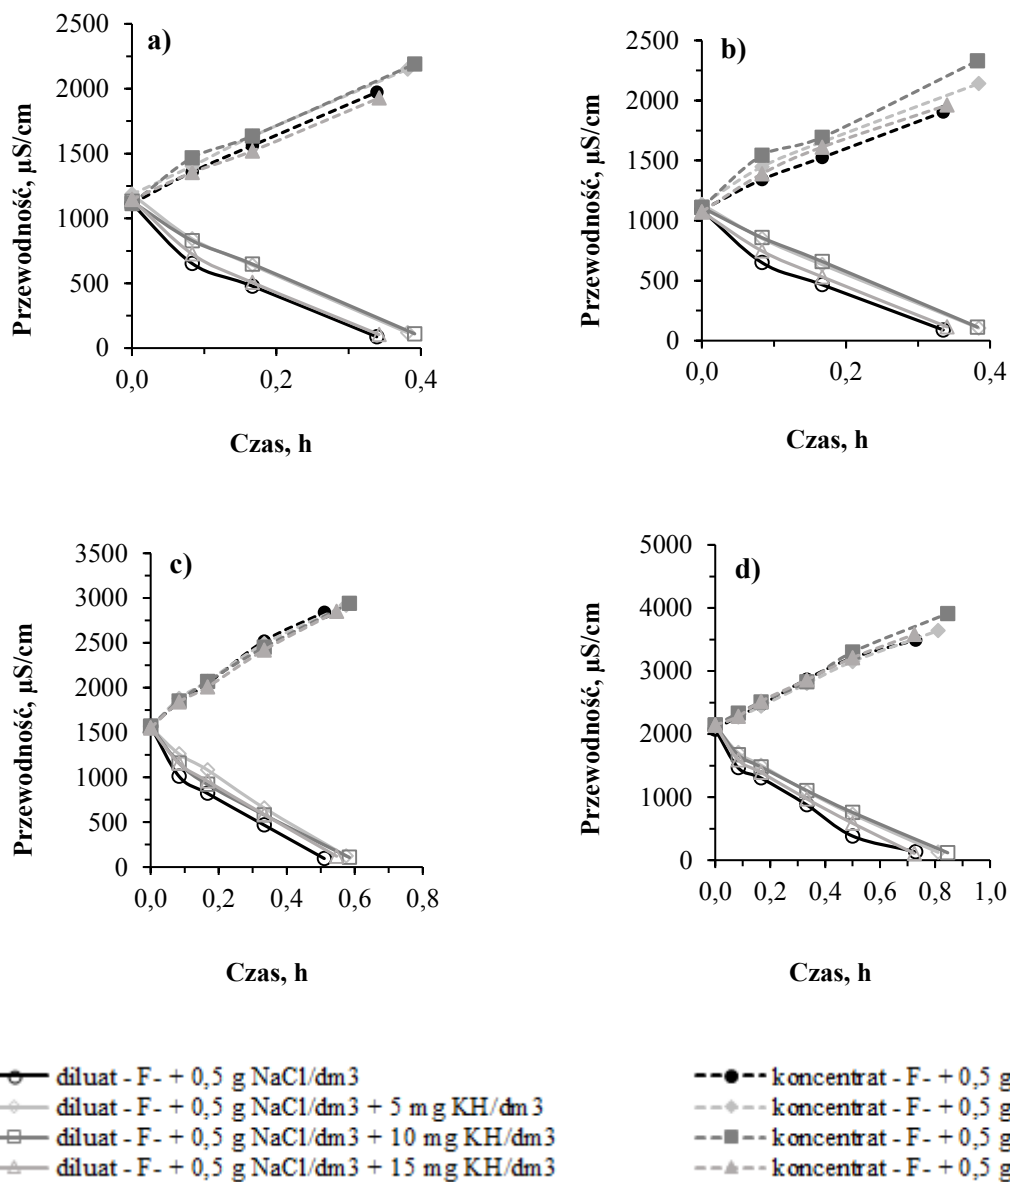 a)
Przewodność, µS/cm
2500
2000
1500
1000
500
0
0,0 0,2 0,4
Czas, h
b)
Przewodność, µS/cm
2500
2000
1500
1000
500
0
0,0 0,2 0,4
Czas, h
c)
Przewodność, µS/cm
3500
3000
2500
2000
1500
1000
500
0
0,0 0,2 0,4 0,6 0,8
Czas, h
d)
Przewodność, µS/cm
5000
4000
3000
2000
1000
0
0,0 0,2 0,4 0,6 0,8 1,0
Czas, h
diluat - F- + 0,5 g NaCl/dm3
diluat - F- + 0,5 g NaCl/dm3 + 5 mg KH/dm3
diluat - F- + 0,5 g NaCl/dm3 + 10 mg KH/dm3
diluat - F- + 0,5 g NaCl/dm3 + 15 mg KH/dm3
koncentrat - F- + 0,5 g
koncentrat - F- + 0,5 g
koncentrat - F- + 0,5 g
koncentrat - F- + 0,5 g